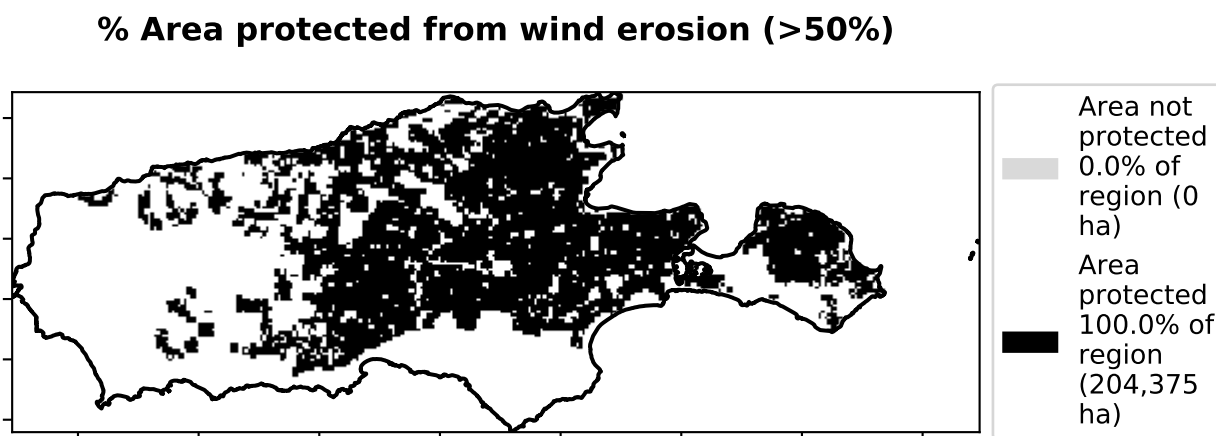 % Area protected from wind erosion (>50%)
Area not
protected
0.0% of
region (0
ha)
Area
protected
100.0% of
region
(204,375
ha)